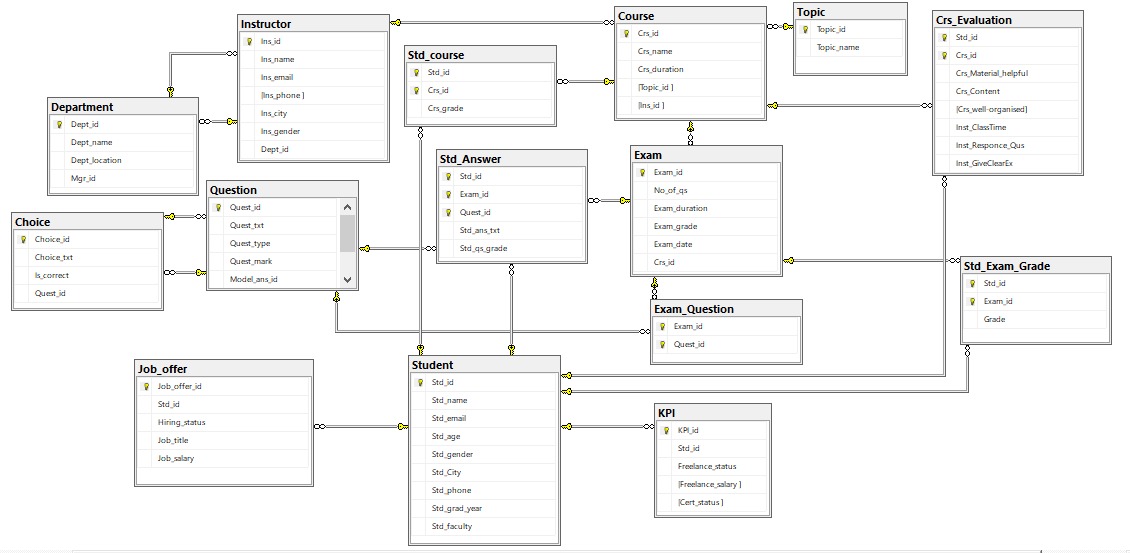 Instructor
Ins_id
Ins_name
Ins_email
[Ins_phone ]
Ins_city
Ins_gender
Dept_id
Course
Crs_id
Crs_name
Crs_duration
[Topic_id ]
[Ins_id ]
Topic
Topic_id
Topic_name
Crs_Evaluation
Std_id
Crs_id
Crs_Material_helpful
Crs_Content
[Crs_well-organised]
Inst_ClassTime
Inst_Responce_Qus
Inst_GiveClearEx
Std_course
Std_id
Crs_id
Crs_grade
Department
Dept_id
Dept_name
Dept_location
Mgr_id
Std_Answer
Std_id
Exam_id
Quest_id
Std_ans_txt
Std_qs_grade
Exam
Exam_id
No_of_qs
Exam_duration
Exam_grade
Exam_date
Crs_id
Question
Quest_id
Quest_txt
Quest_type
Quest_mark
Model_ans_id
Choice
Choice_id
Choice_txt
Is_correct
Quest_id
Std_Exam_Grade
Std_id
Exam_id
Grade
Exam_Question
Exam_id
Quest_id
Job_offer
Job_offer_id
Std_id
Hiring_status
Job_title
Job_salary
Student
Std_id
Std_name
Std_email
Std_age
Std_gender
Std_City
Std_phone
Std_grad_year
Std_faculty
KPI
KPI_id
Std_id
Freelance_status
[Freelance_salary ]
[Cert_status ]